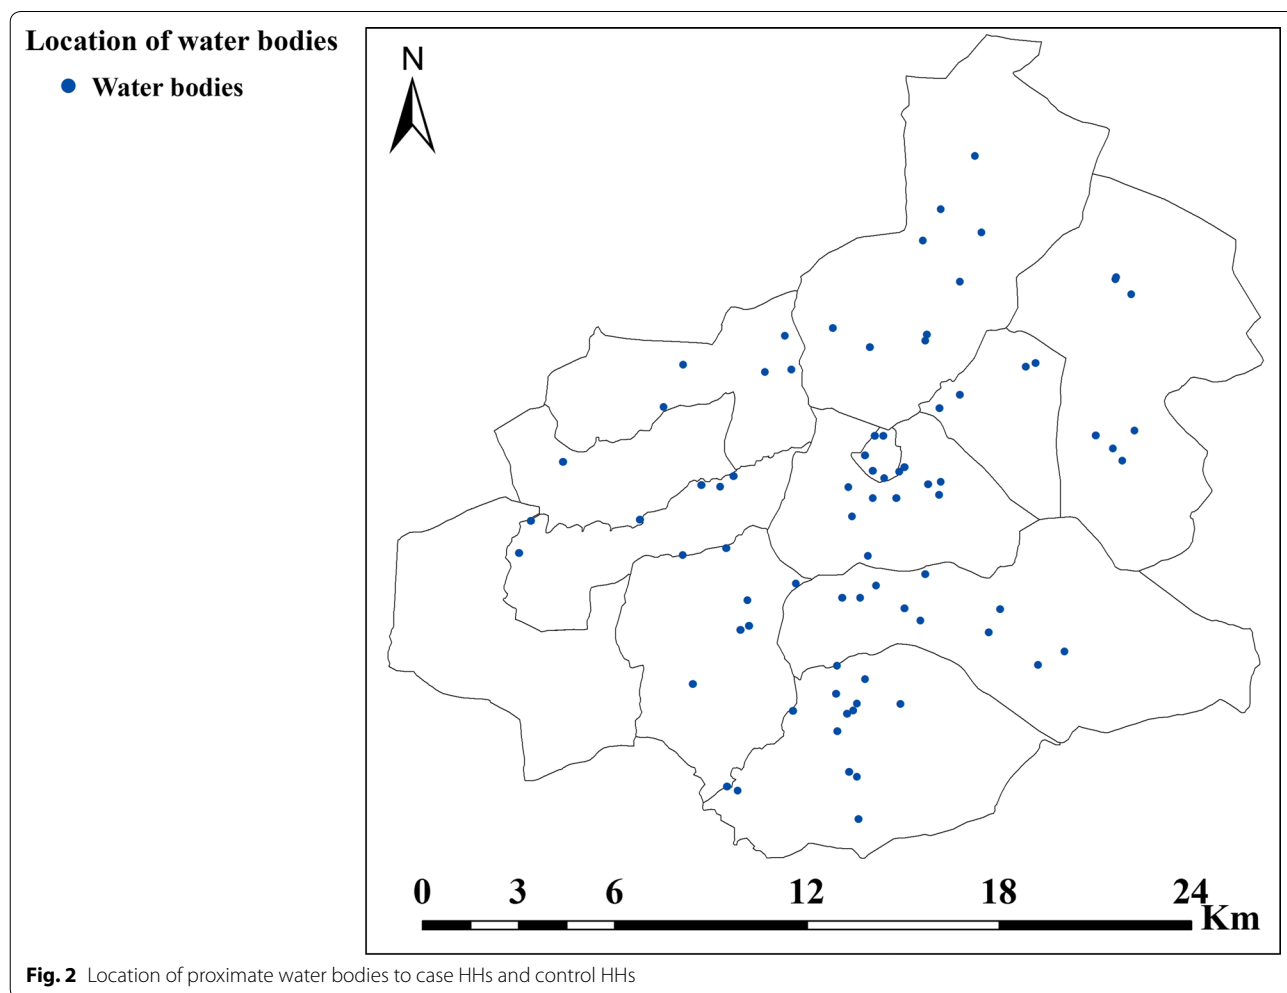 Location of water bodies
Water bodies
N
0 3 6 12 18 24
Km
Fig. 2 Location of proximate water bodies to case HHs and control HHs